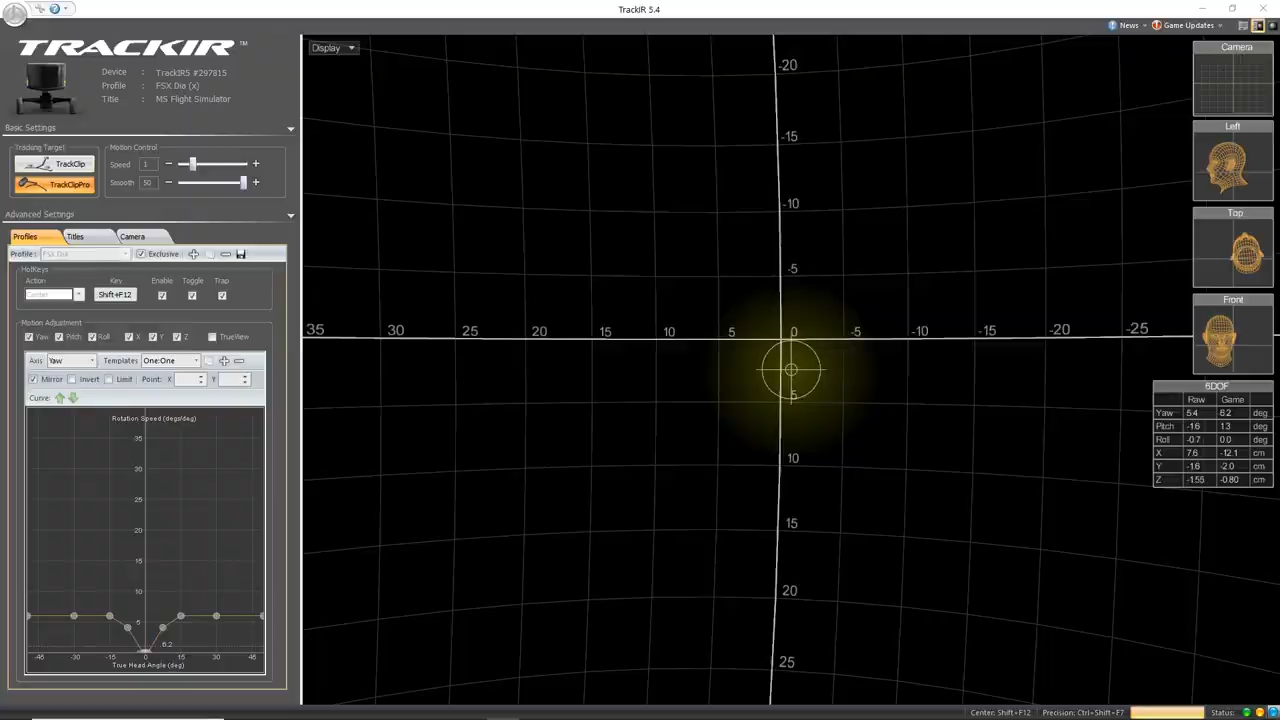 TrackIR 5.4
News
Game Updates
TRACKIR™
Device : TrackIR5 #297815
Profile : FSX Dia (x)
Title : MS Flight Simulator
Basic Settings
Tracking Target
TrackClip
TrackClipPro
Motion Control
Speed 1 − +
Smooth 50 − +
Advanced Settings
Profiles Titles Camera
Profile: FSX Dia Exclusive
HotKeys
Action Key Enable Toggle Trap
Center Shift+F12
Motion Adjustment
Yaw Pitch Roll X Y Z TrueView
Axis Yaw Templates One:One
Mirror Invert Limit Point: X Y
Curve:
Rotation Speed (degs/deg)
35
30
25
20
15
10
5
6.2
-45 -30 -15 0 15 30 45
True Head Angle (deg)
Display
-20
-15
-10
-5
35 30 25 20 15 10 5 0 -5 -10 -15 -20 -25
5
10
15
20
25
Camera
Left
Top
Front
6DOF
Raw Game
Yaw 5.4 6.2 deg
Pitch -1.6 1.3 deg
Roll -0.7 0.0 deg
X 7.6 -12.1 cm
Y -1.6 -2.0 cm
Z -1.55 -0.80 cm
Center: Shift+F12 Precision: Ctrl+Shift+F7 Status: